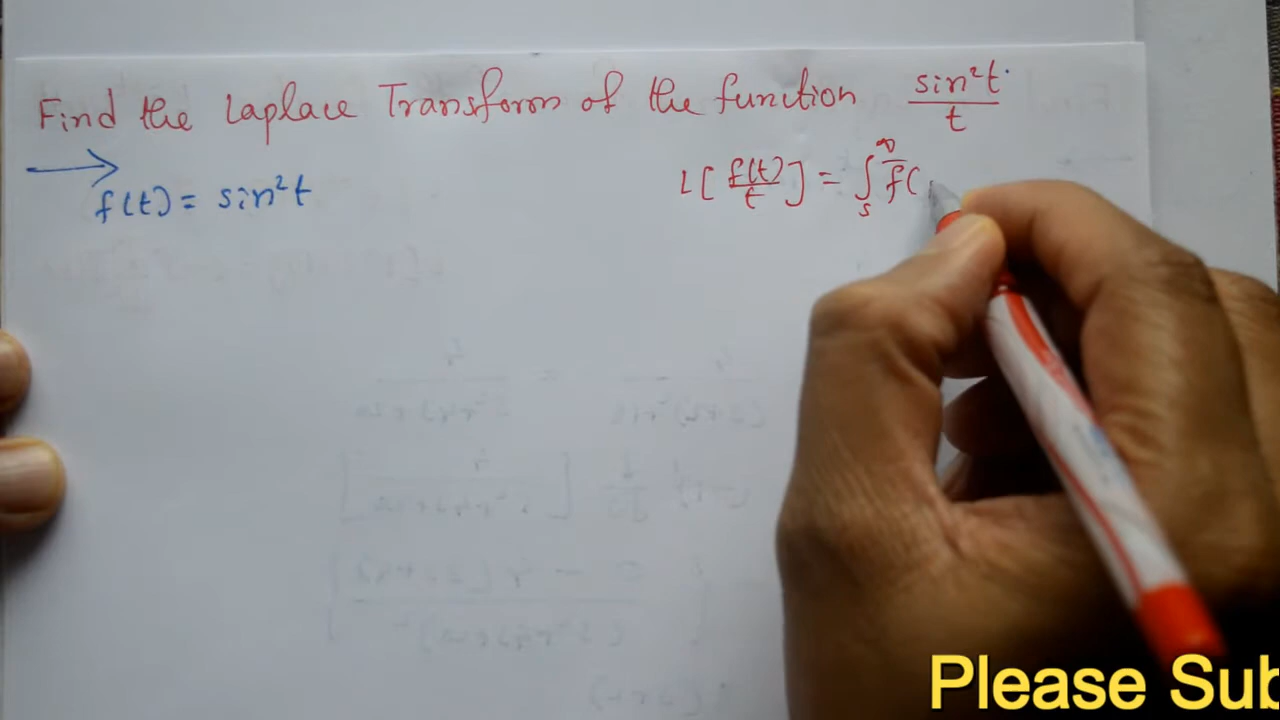 Find the Laplace Transform of the function sin²t/t
f(t) = sin²t
L[f(t)/t] = ∫ₛ^∞ f̅(
Please Sub